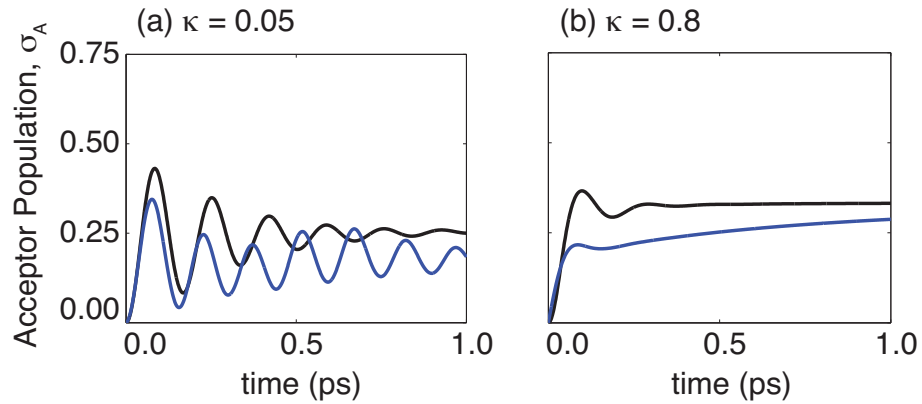 (a) κ = 0.05
(b) κ = 0.8
Acceptor Population, σ_A
0.75
0.50
0.25
0.00
0.0 0.5 1.0
0.0 0.5 1.0
time (ps)
time (ps)